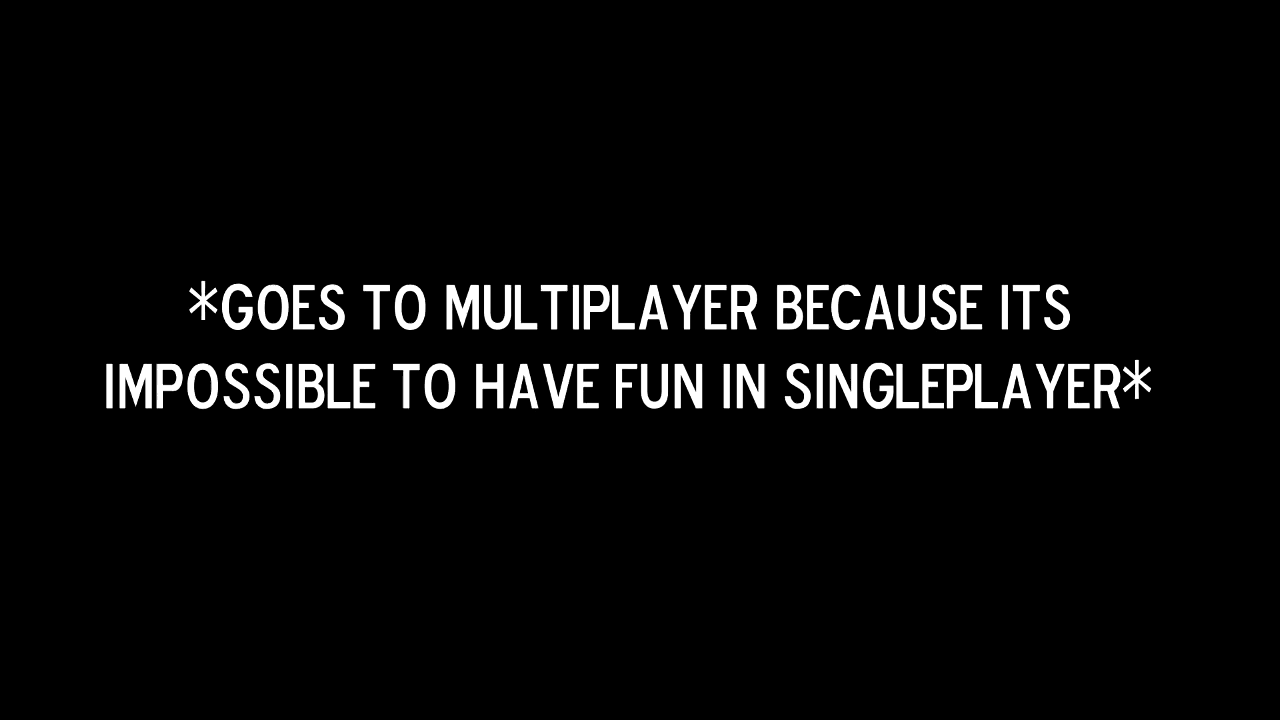 *GOES TO MULTIPLAYER BECAUSE ITS
IMPOSSIBLE TO HAVE FUN IN SINGLEPLAYER*